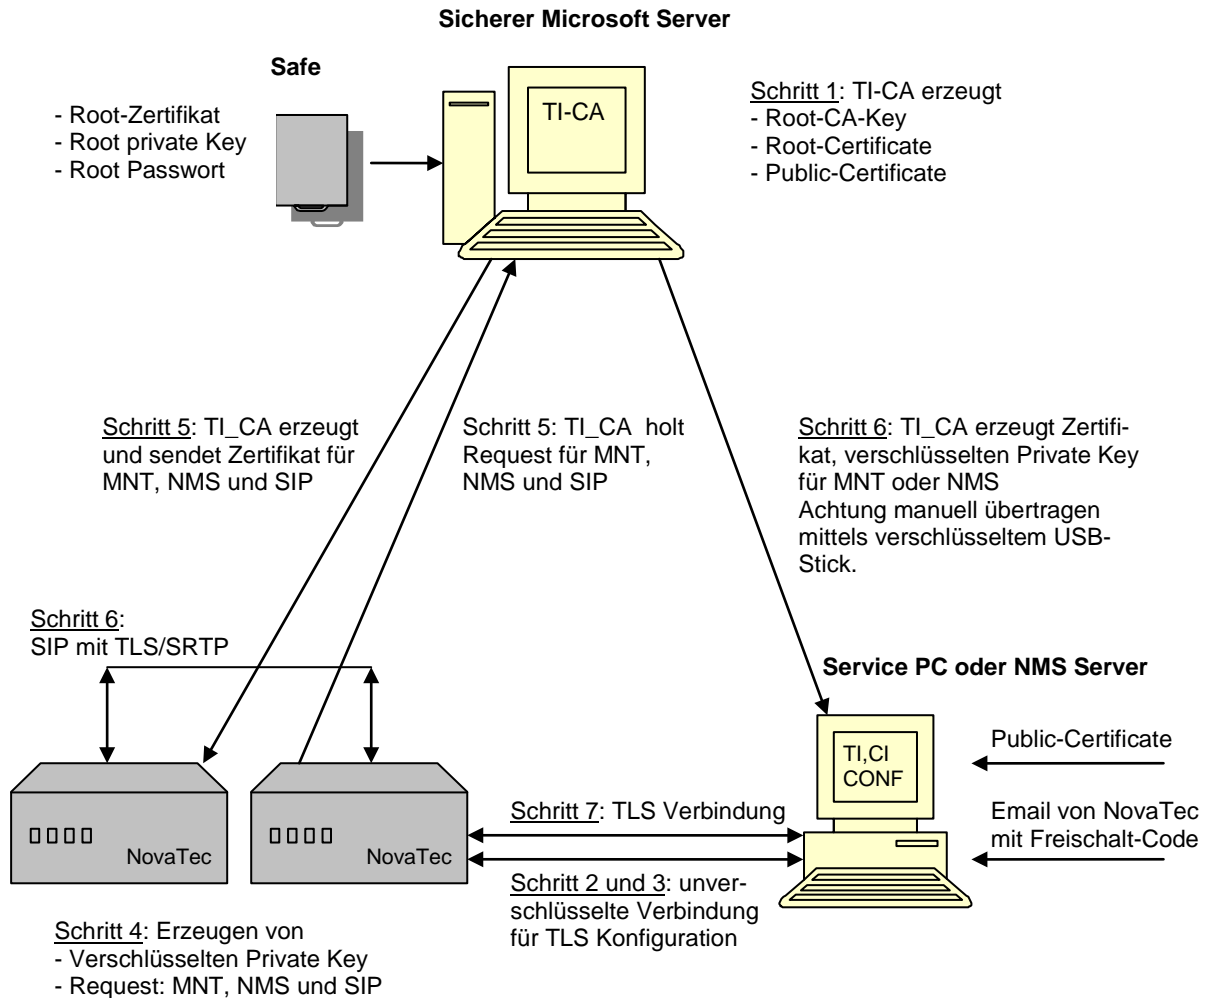 Sicherer Microsoft Server
Safe
- Root-Zertifikat
- Root private Key
- Root Passwort
TI-CA
Schritt 1: TI-CA erzeugt
- Root-CA-Key
- Root-Certificate
- Public-Certificate
Schritt 5: TI_CA erzeugt
und sendet Zertifikat für
MNT, NMS und SIP
Schritt 5: TI_CA holt
Request für MNT,
NMS und SIP
Schritt 6: TI_CA erzeugt Zertifi-
kat, verschlüsselten Private Key
für MNT oder NMS
Achtung manuell übertragen
mittels verschlüsseltem USB-
Stick.
Schritt 6:
SIP mit TLS/SRTP
Service PC oder NMS Server
TI,CI
CONF
Public-Certificate
Email von NovaTec
mit Freischalt-Code
NovaTec
NovaTec
Schritt 7: TLS Verbindung
Schritt 2 und 3: unver-
schlüsselte Verbindung
für TLS Konfiguration
Schritt 4: Erzeugen von
- Verschlüsselten Private Key
- Request: MNT, NMS und SIP